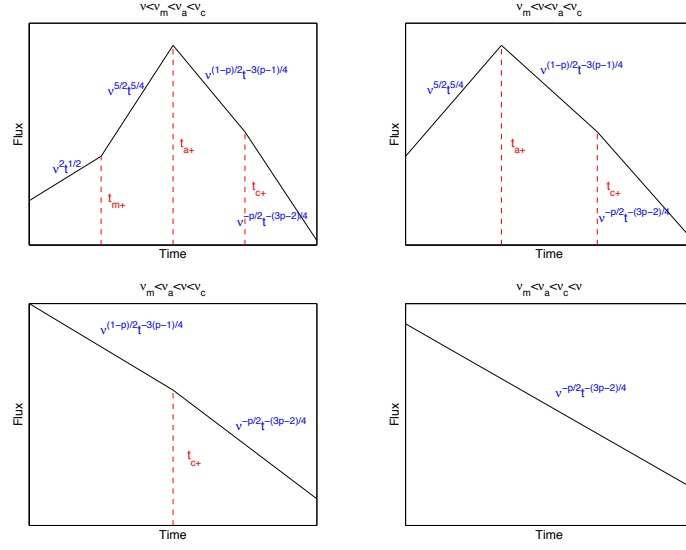 ν<ν_m<ν_a<ν_c
Flux
ν^2t^1/2
ν^5/2t^5/4
ν^(1-p)/2t^-3(p-1)/4
ν^-p/2t^-(3p-2)/4
t_m+
t_a+
t_c+
Time
ν_m<ν<ν_a<ν_c
Flux
ν^5/2t^5/4
ν^(1-p)/2t^-3(p-1)/4
ν^-p/2t^-(3p-2)/4
t_a+
t_c+
Time
ν_m<ν_a<ν<ν_c
Flux
ν^(1-p)/2t^-3(p-1)/4
ν^-p/2t^-(3p-2)/4
t_c+
Time
ν_m<ν_a<ν_c<ν
Flux
ν^-p/2t^-(3p-2)/4
Time